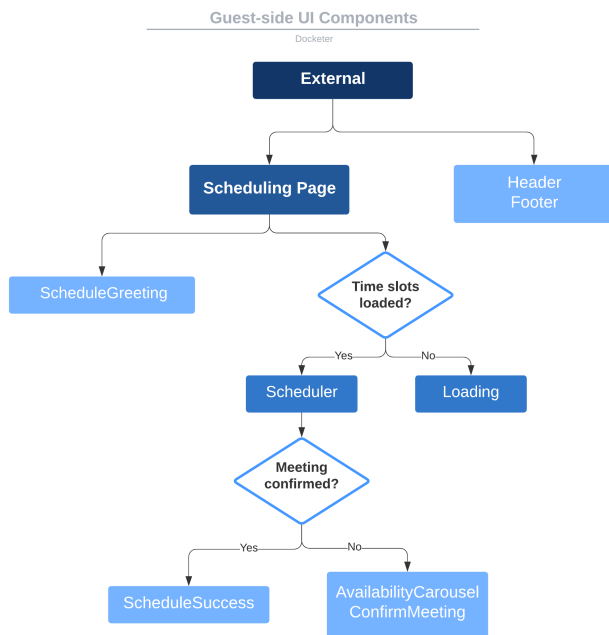 Guest-side UI Components
Docketer
External
Scheduling Page
Header
Footer
ScheduleGreeting
Time slots
loaded?
Yes
No
Scheduler
Loading
Meeting
confirmed?
Yes
No
ScheduleSuccess
AvailabilityCarousel
ConfirmMeeting